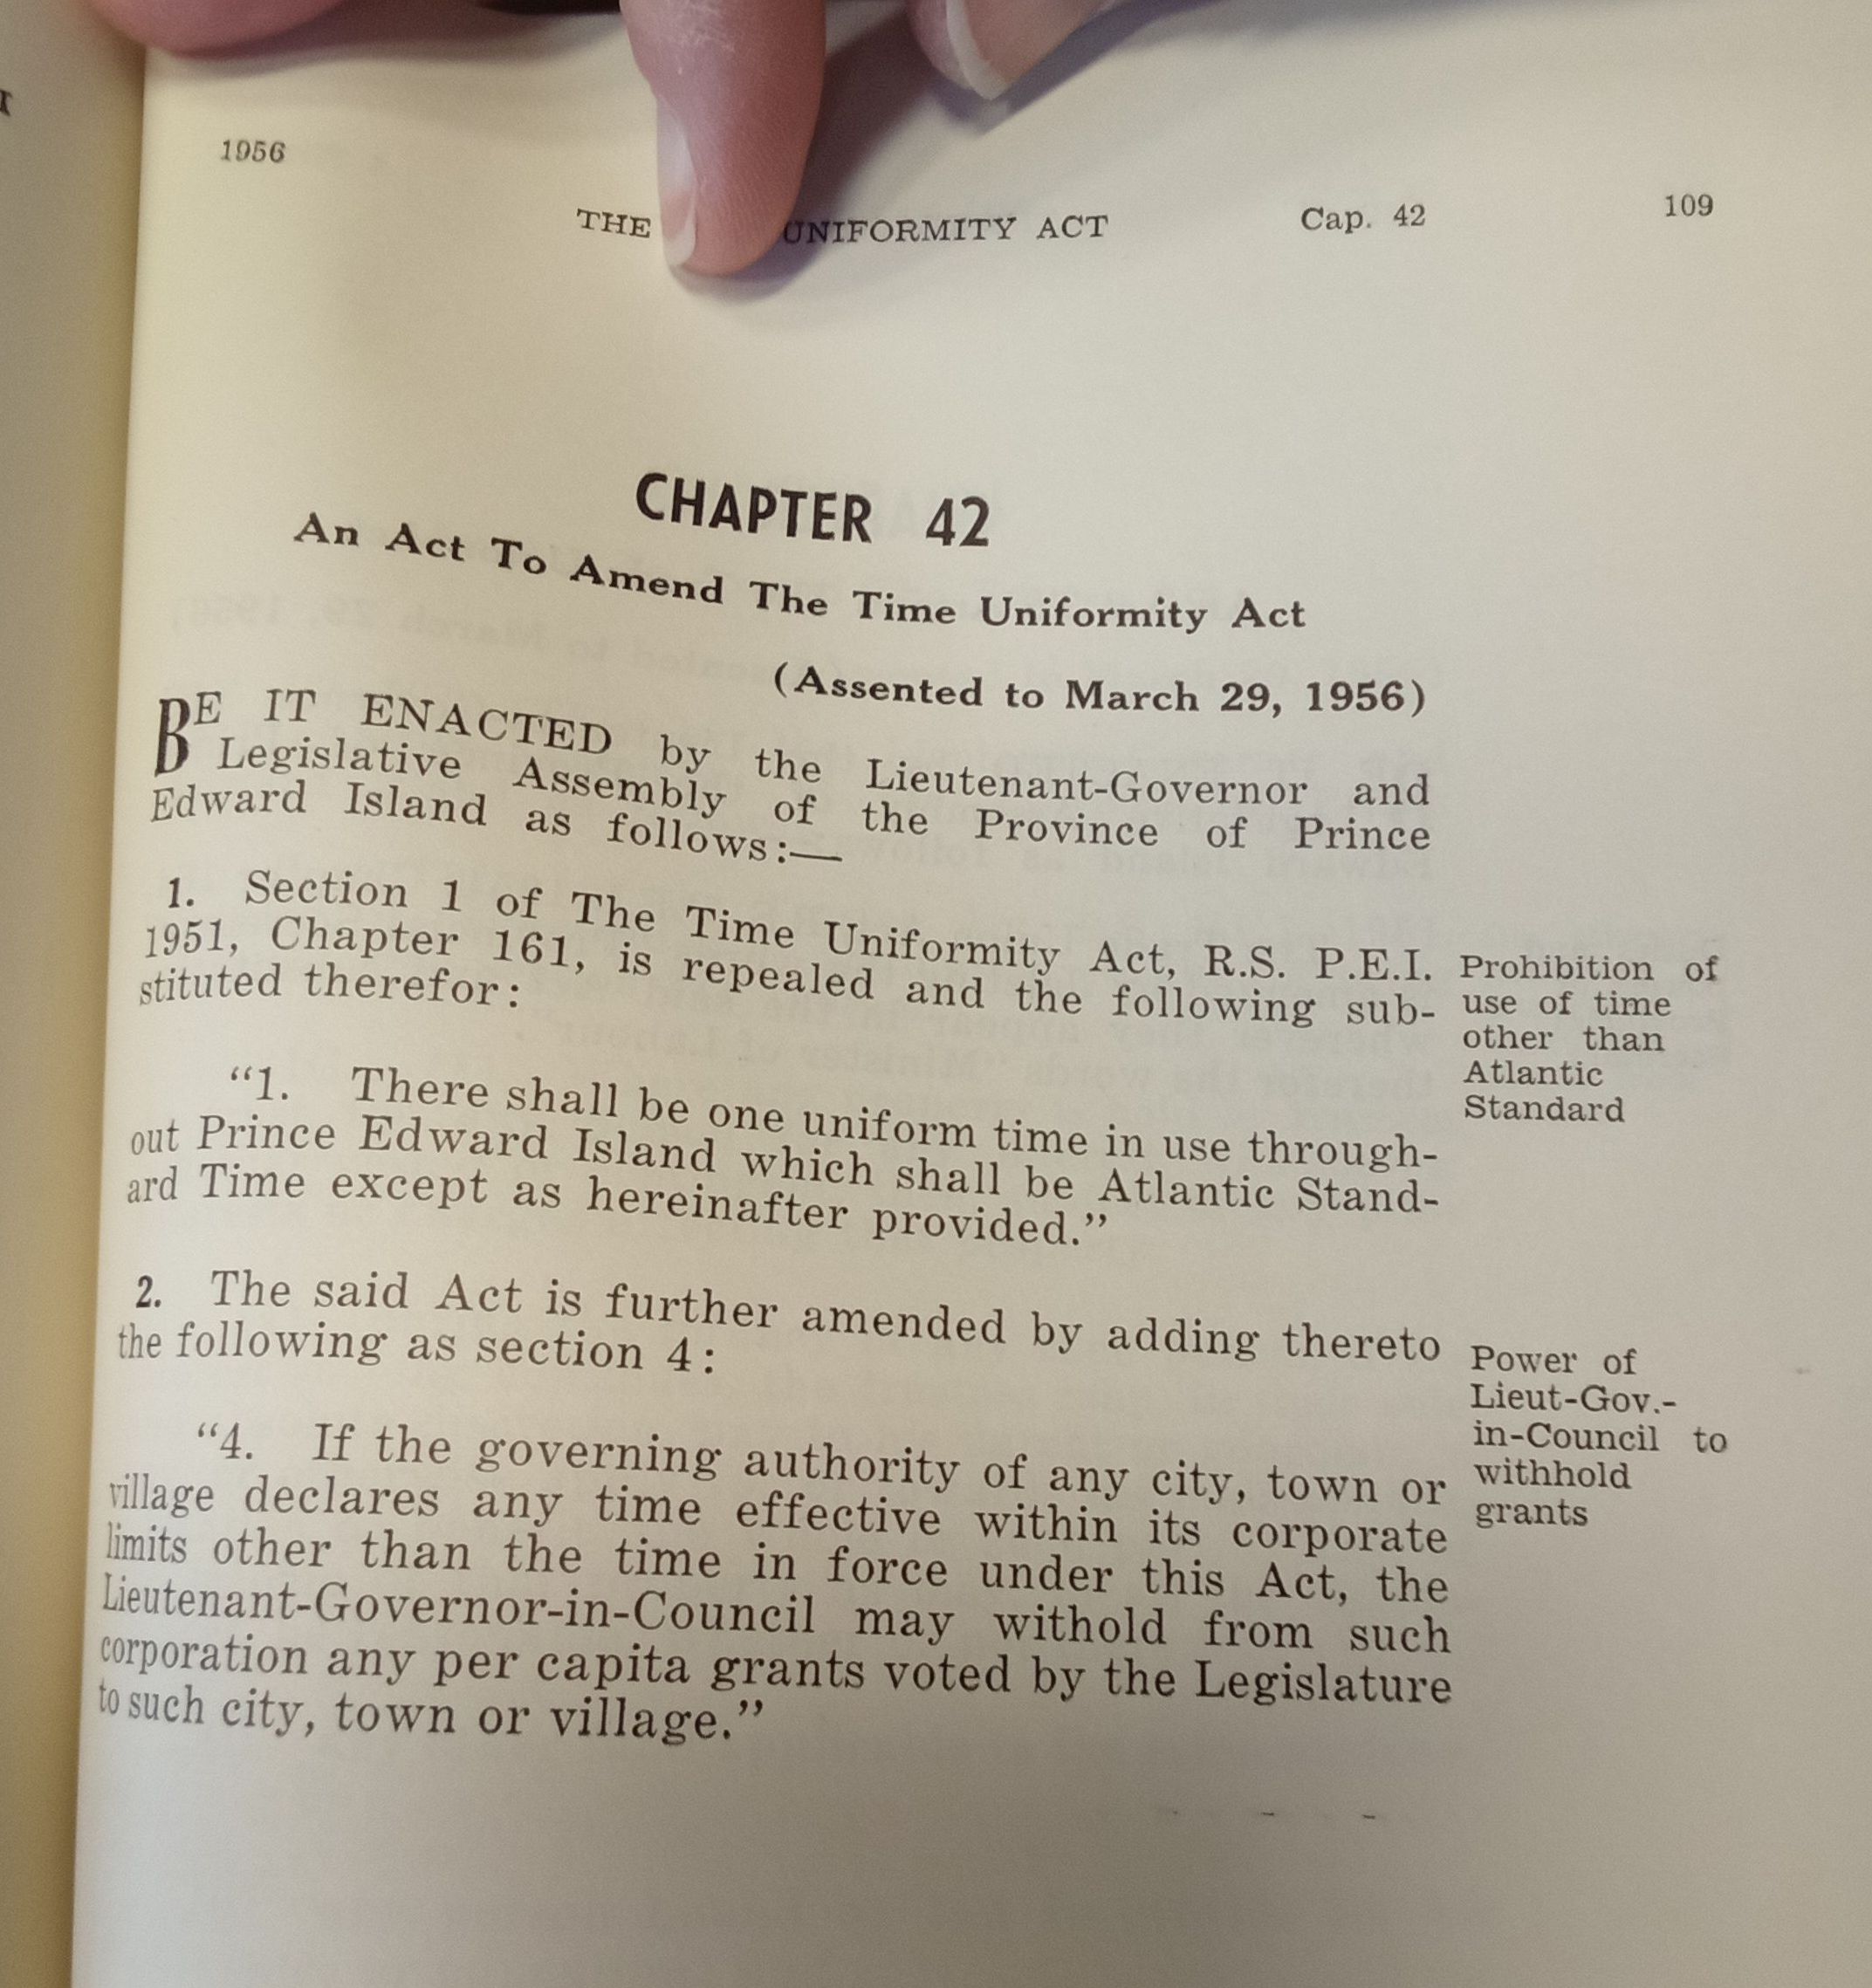 1956
THE UNIFORMITY ACT Cap. 42 109
CHAPTER 42
An Act To Amend The Time Uniformity Act
(Assented to March 29, 1956)
BE IT ENACTED by the Lieutenant-Governor and
Legislative Assembly of the Province of Prince
Edward Island as follows:—
1. Section 1 of The Time Uniformity Act, R.S. P.E.I.
1951, Chapter 161, is repealed and the following sub-
stituted therefor:
Prohibition of
use of time
other than
Atlantic
Standard
“1. There shall be one uniform time in use through-
out Prince Edward Island which shall be Atlantic Stand-
ard Time except as hereinafter provided.”
2. The said Act is further amended by adding thereto
the following as section 4:
Power of
Lieut-Gov.-
in-Council to
withhold
grants
“4. If the governing authority of any city, town or
village declares any time effective within its corporate
limits other than the time in force under this Act, the
Lieutenant-Governor-in-Council may withold from such
corporation any per capita grants voted by the Legislature
to such city, town or village.”